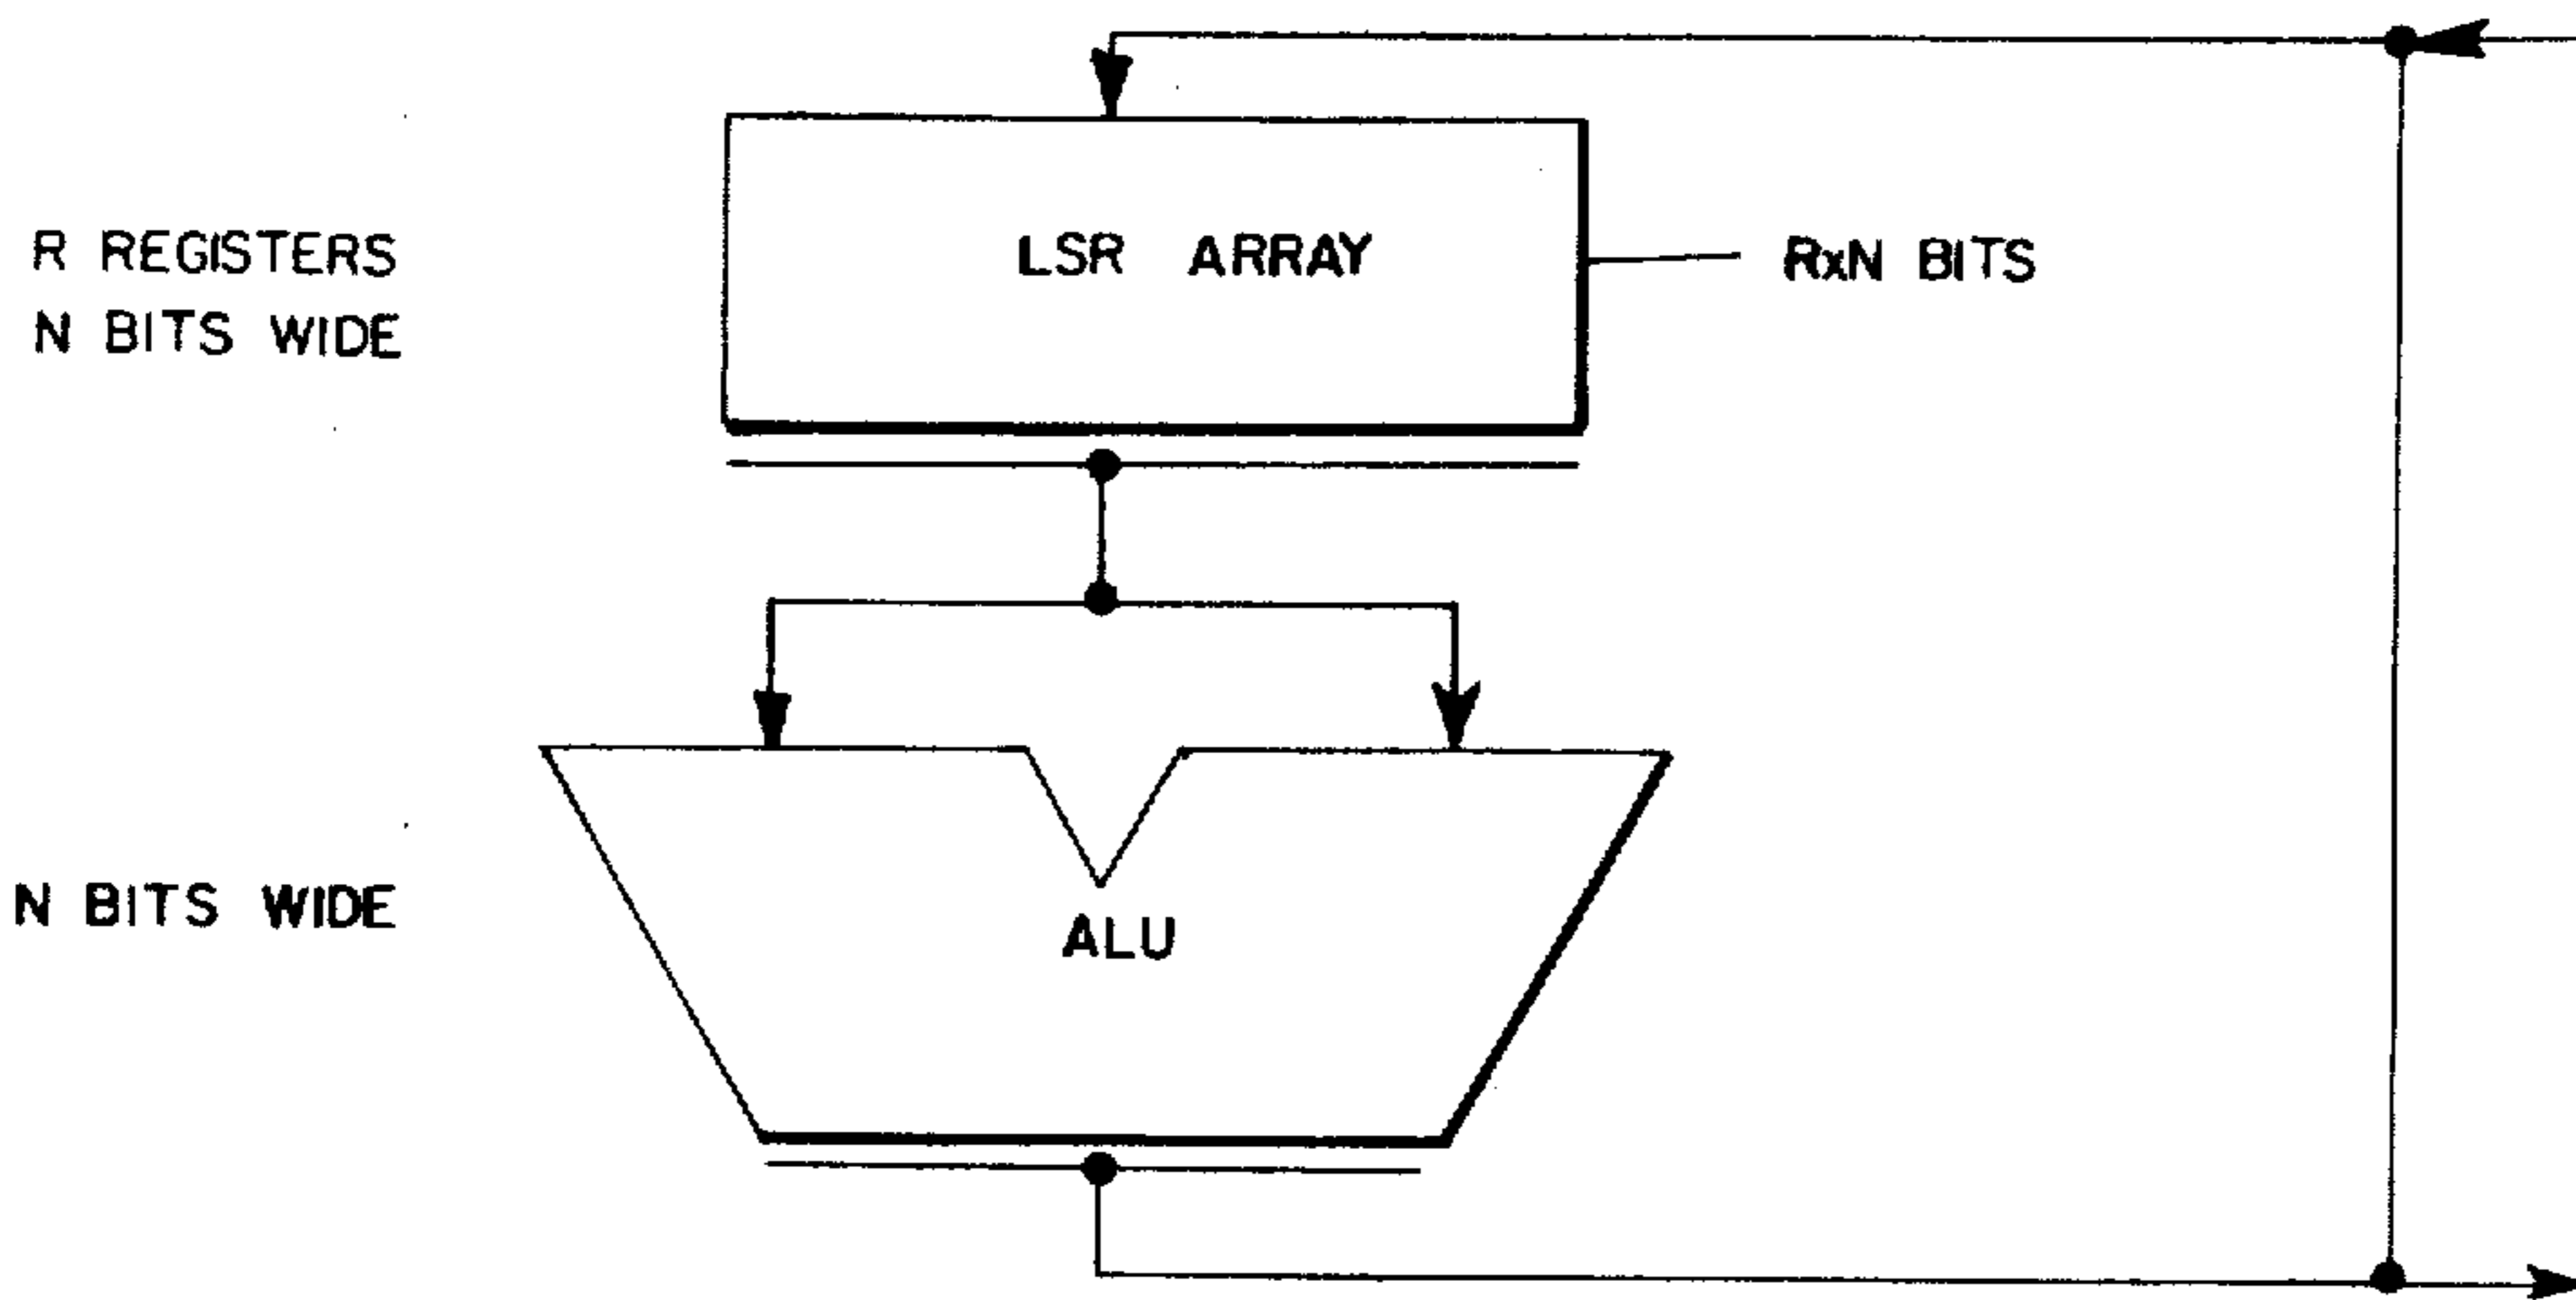 R REGISTERS
N BITS WIDE
LSR ARRAY
RxN BITS
N BITS WIDE
ALU